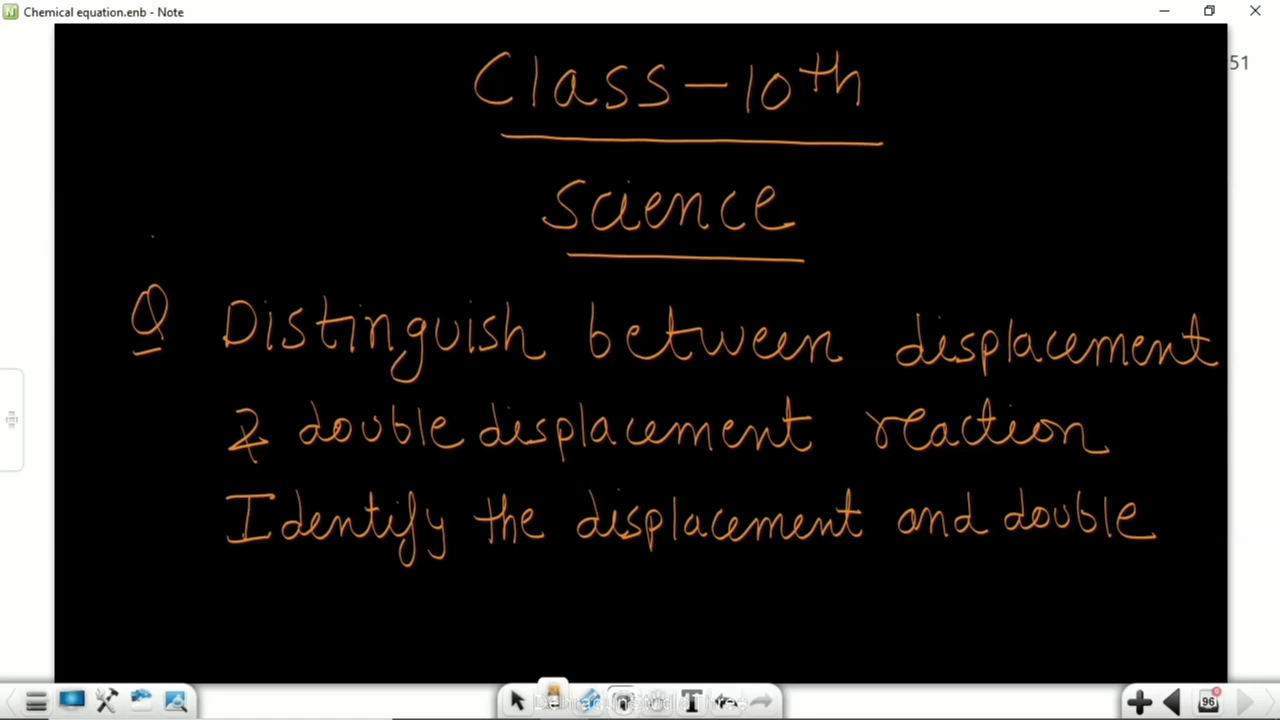 Chemical equation.enb - Note
51
Class-10th
Science
Q Distinguish between displacement
& double displacement reaction
Identify the displacement and double
T
96